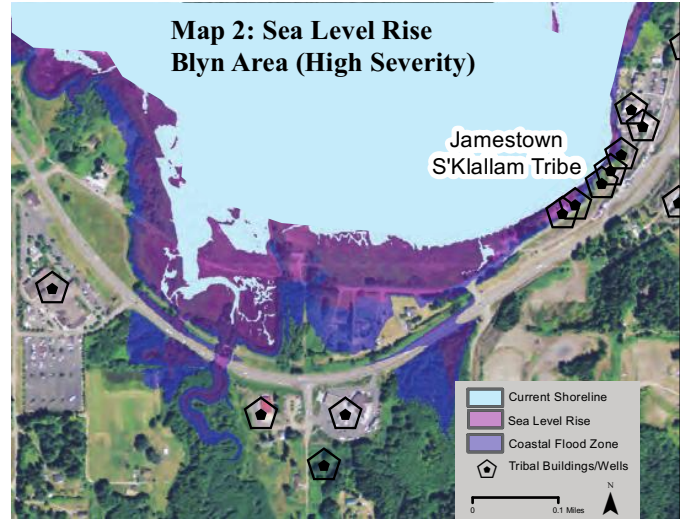 Map 2: Sea Level Rise
Blyn Area (High Severity)
Jamestown
S'Klallam Tribe
Current Shoreline
Sea Level Rise
Coastal Flood Zone
Tribal Buildings/Wells
N
0 0.1 Miles